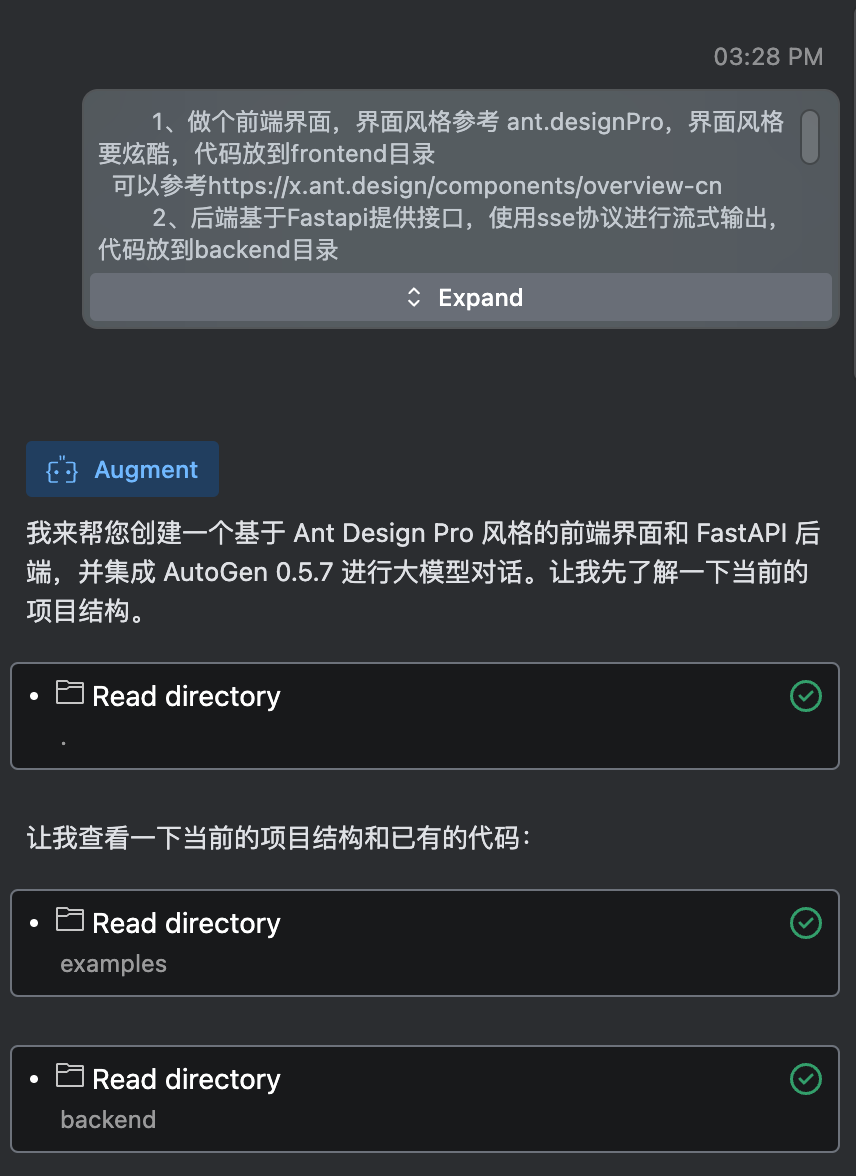 03:28 PM
1、做个前端界面，界面风格参考 ant.designPro，界面风格
要炫酷，代码放到frontend目录
可以参考https://x.ant.design/components/overview-cn
2、后端基于Fastapi提供接口，使用sse协议进行流式输出，
代码放到backend目录
Expand
Augment
我来帮您创建一个基于 Ant Design Pro 风格的前端界面和 FastAPI 后
端，并集成 AutoGen 0.5.7 进行大模型对话。让我先了解一下当前的
项目结构。
• Read directory
.
让我查看一下当前的项目结构和已有的代码：
• Read directory
examples
• Read directory
backend